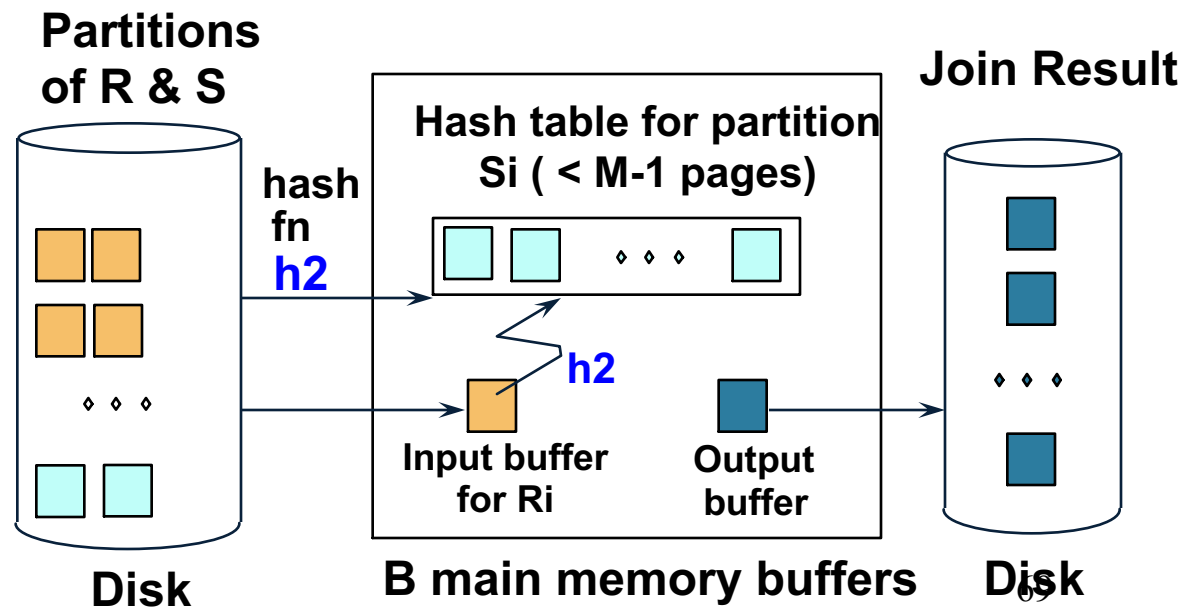 Partitions
of R & S
Join Result
Hash table for partition
Si ( < M-1 pages)
hash
fn
h2
h2
Input buffer
for Ri
Output
buffer
Disk
B main memory buffers
Disk
69